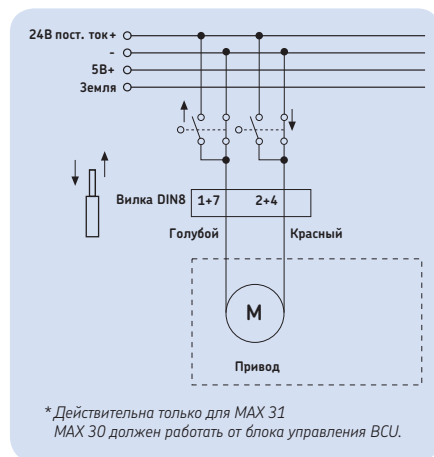 24В пост. ток+
-
5В+
Земля
Вилка DIN8 1+7 2+4
Голубой Красный
M
Привод
* Действительна только для MAX 31
MAX 30 должен работать от блока управления BCU.